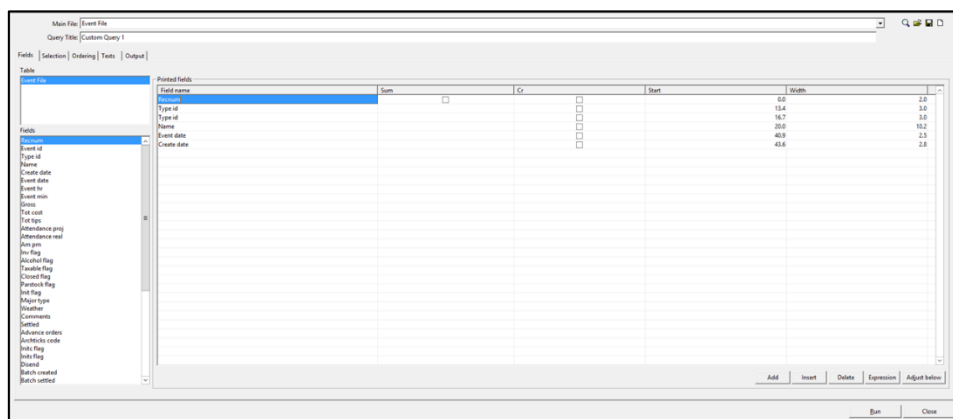 Main File: Event File
Query Title: Custom Query 1
Fields Selection Ordering Texts Output
Table
Event File
Printed fields
Field name Sum Cr Start Width
Recnum 0.0 2.0
Type id 13.4 3.0
Type id 16.7 3.0
Name 20.0 10.2
Event date 40.9 2.5
Create date 43.6 2.8
Fields
Recnum
Event id
Type id
Name
Create date
Event date
Event hr
Event min
Gross
Tot cost
Tot tips
Attendance proj
Attendance real
Am pm
Inv flag
Alcohol flag
Taxable flag
Closed flag
Parstock flag
Init flag
Major type
Weather
Comments
Settled
Advance orders
Archticks code
Initc flag
Inits flag
Dsend
Batch created
Batch settled
Add Insert Delete Expression Adjust below
Run Close